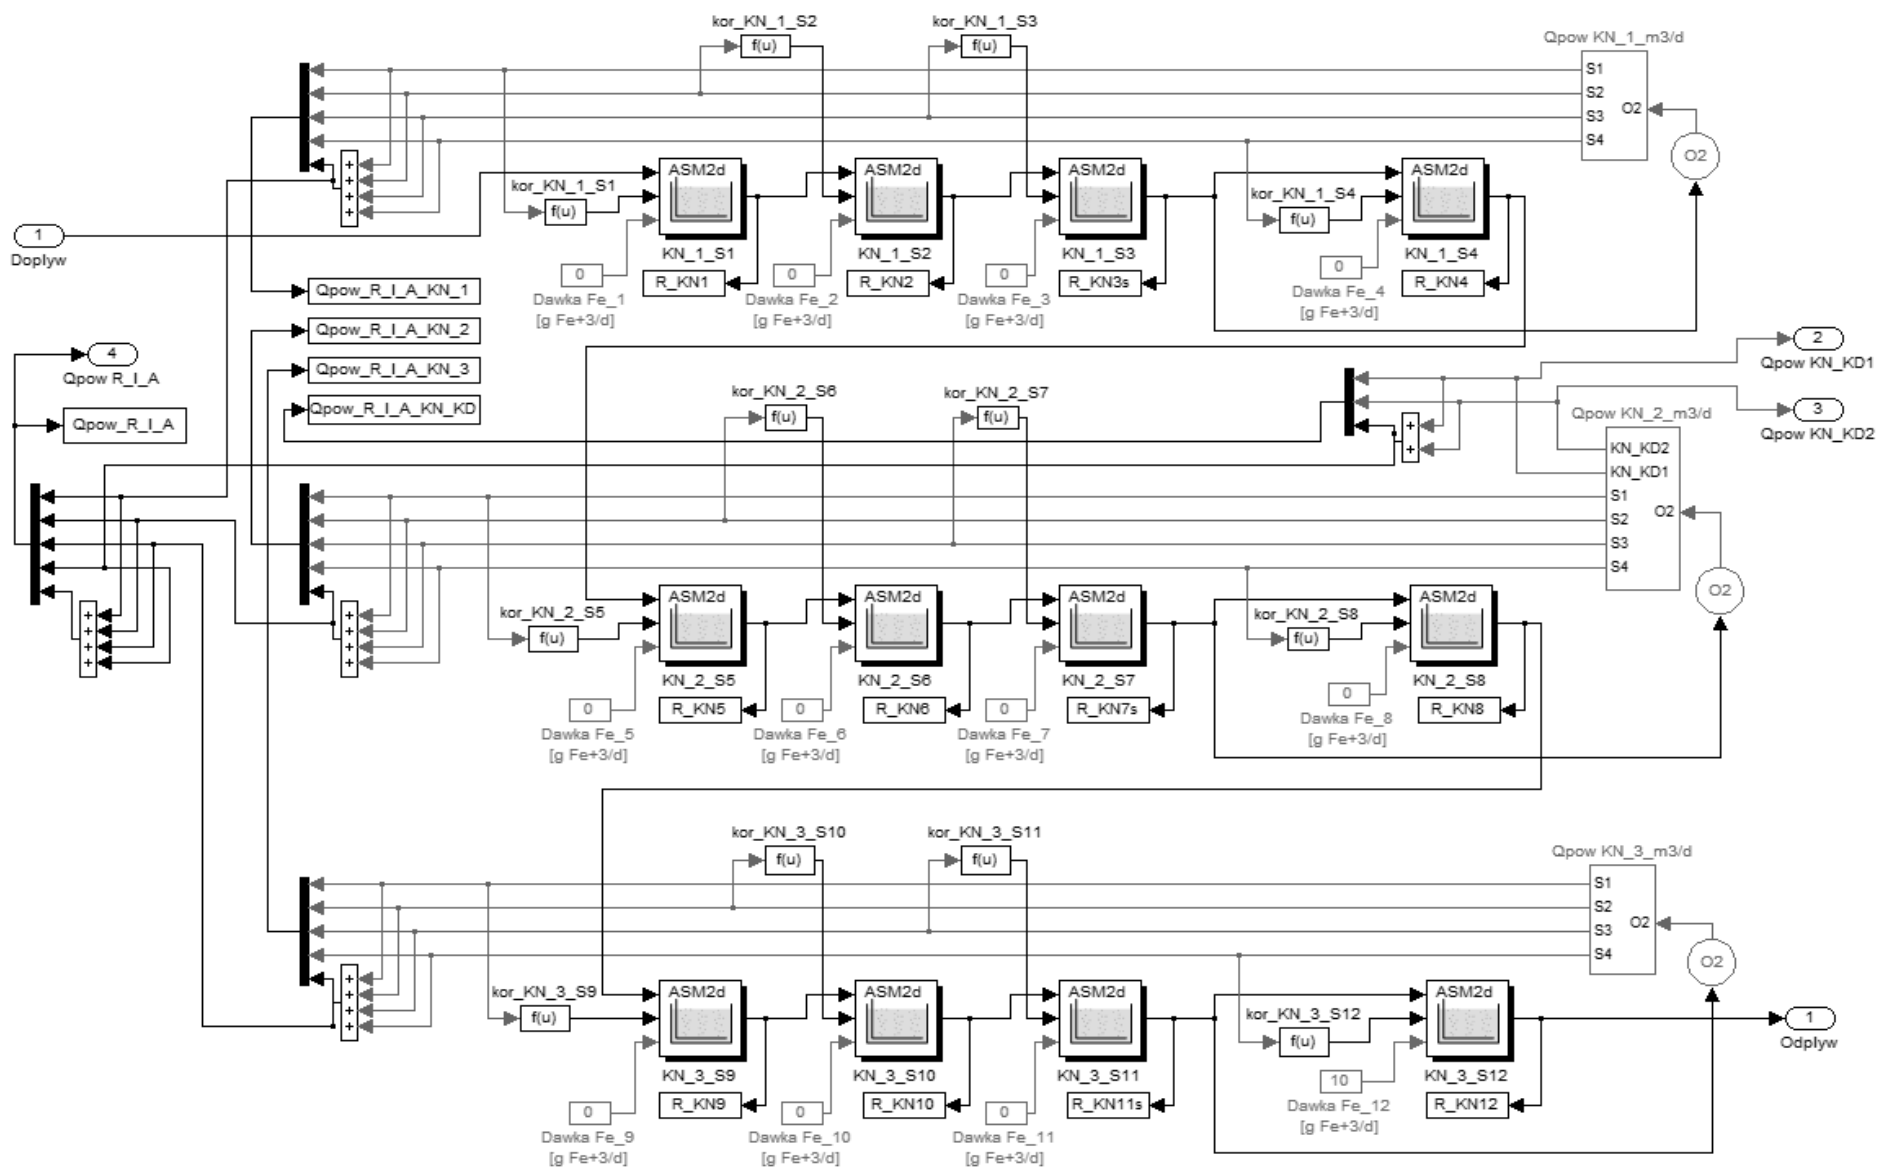 kor_KN_1_S2
kor_KN_1_S3
Qpow KN_1_m3/d
f(u)
f(u)
S1
S2
S3
S4
O2
O2
+
+
+
+
kor_KN_1_S1
f(u)
ASM2d
ASM2d
ASM2d
kor_KN_1_S4
f(u)
ASM2d
1
Doplyw
KN_1_S1
KN_1_S2
KN_1_S3
KN_1_S4
0
R_KN1
0
R_KN2
0
R_KN3s
0
R_KN4
Dawka Fe_1
[g Fe+3/d]
Dawka Fe_2
[g Fe+3/d]
Dawka Fe_3
[g Fe+3/d]
Dawka Fe_4
[g Fe+3/d]
Qpow_R_I_A_KN_1
Qpow_R_I_A_KN_2
Qpow_R_I_A_KN_3
Qpow_R_I_A_KN_KD
4
Qpow R_I_A
Qpow_R_I_A
2
Qpow KN_KD1
3
Qpow KN_KD2
kor_KN_2_S6
f(u)
kor_KN_2_S7
f(u)
+
+
Qpow KN_2_m3/d
KN_KD2
KN_KD1
S1
S2
S3
S4
O2
O2
+
+
+
+
+
+
+
+
kor_KN_2_S5
f(u)
ASM2d
ASM2d
ASM2d
kor_KN_2_S8
f(u)
ASM2d
KN_2_S5
KN_2_S6
KN_2_S7
KN_2_S8
0
R_KN5
0
R_KN6
0
R_KN7s
0
R_KN8
Dawka Fe_5
[g Fe+3/d]
Dawka Fe_6
[g Fe+3/d]
Dawka Fe_7
[g Fe+3/d]
Dawka Fe_8
[g Fe+3/d]
kor_KN_3_S10
f(u)
kor_KN_3_S11
f(u)
Qpow KN_3_m3/d
S1
S2
S3
S4
O2
O2
+
+
+
+
kor_KN_3_S9
f(u)
ASM2d
ASM2d
ASM2d
kor_KN_3_S12
f(u)
ASM2d
1
Odplyw
KN_3_S9
KN_3_S10
KN_3_S11
KN_3_S12
0
R_KN9
0
R_KN10
0
R_KN11s
10
R_KN12
Dawka Fe_9
[g Fe+3/d]
Dawka Fe_10
[g Fe+3/d]
Dawka Fe_11
[g Fe+3/d]
Dawka Fe_12
[g Fe+3/d]